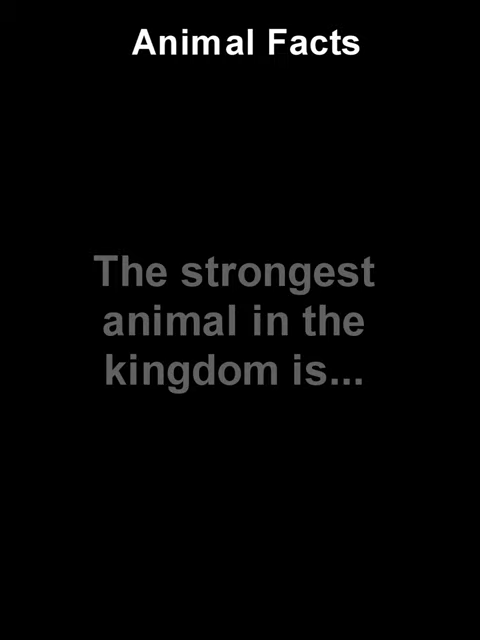 Animal Facts
The strongest
animal in the
kingdom is...